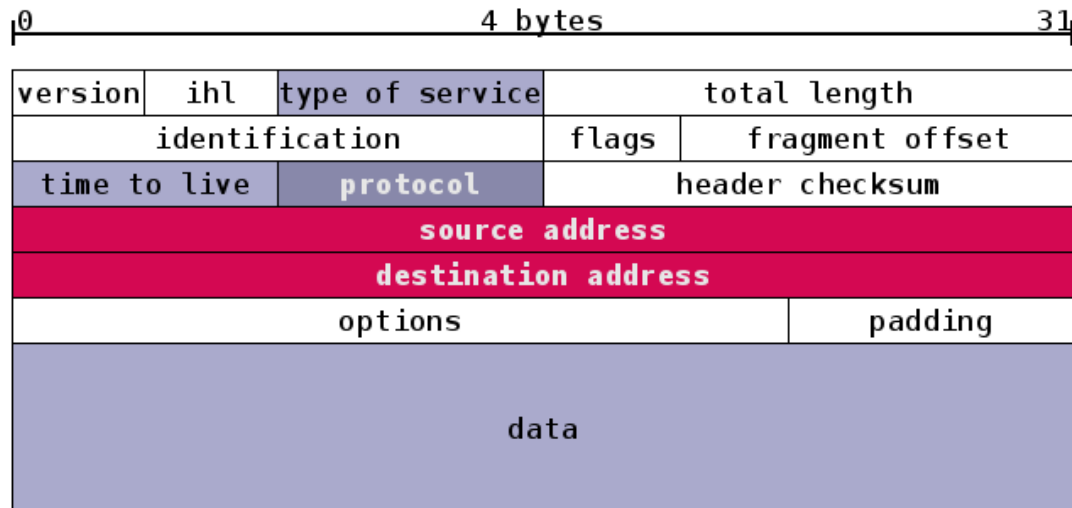 0 4 bytes 31
version ihl type of service total length
identification flags fragment offset
time to live protocol header checksum
source address
destination address
options padding
data